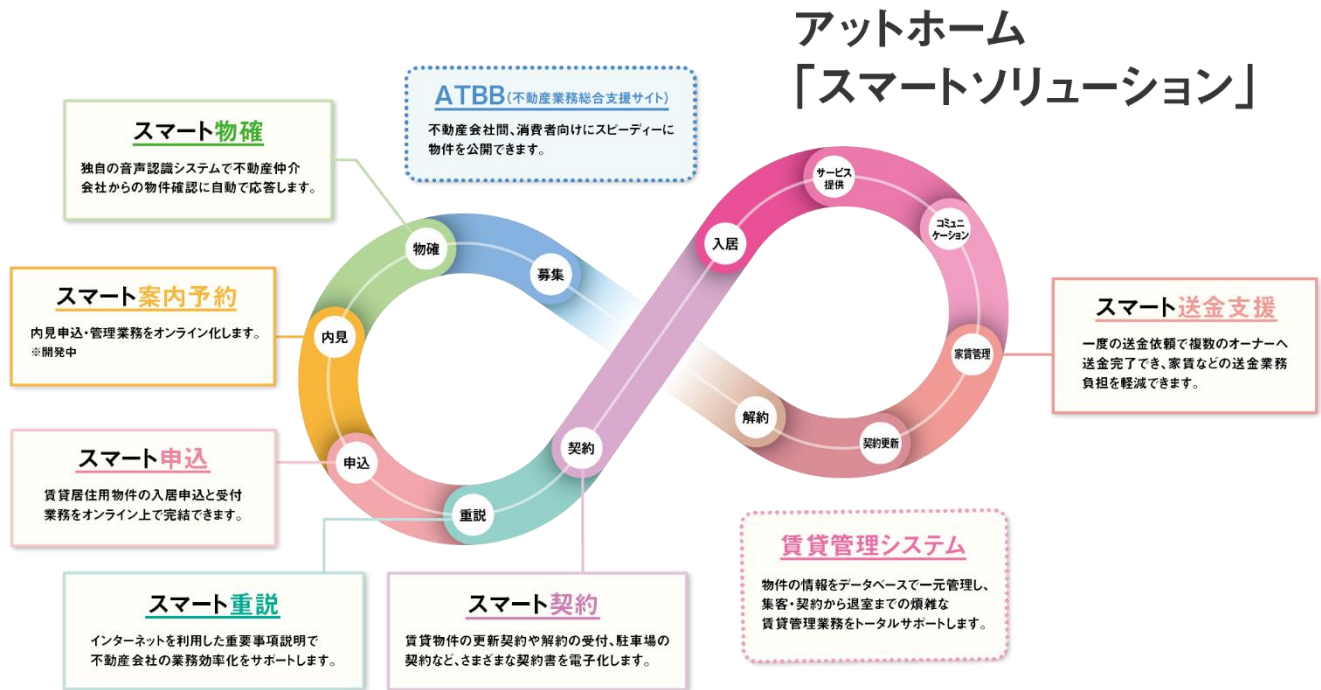 アットホーム
「スマートソリューション」
ATBB(不動産業務総合支援サイト)
不動産会社間、消費者向けにスピーディーに
物件を公開できます。
スマート物確
独自の音声認識システムで不動産仲介
会社からの物件確認に自動で応答します。
スマート案内予約
内見申込・管理業務をオンライン化します。
※開発中
スマート申込
賃貸居住用物件の入居申込と受付
業務をオンライン上で完結できます。
スマート重説
インターネットを利用した重要事項説明で
不動産会社の業務効率化をサポートします。
スマート契約
賃貸物件の更新契約や解約の受付、駐車場の
契約など、さまざまな契約書を電子化します。
募集
物確
内見
申込
重説
契約
入居
サービス
提供
コミュニ
ケーション
家賃管理
契約更新
解約
スマート送金支援
一度の送金依頼で複数のオーナーへ
送金完了でき、家賃などの送金業務
負担を軽減できます。
賃貸管理システム
物件の情報をデータベースで一元管理し、
集客・契約から退室までの煩雑な
賃貸管理業務をトータルサポートします。